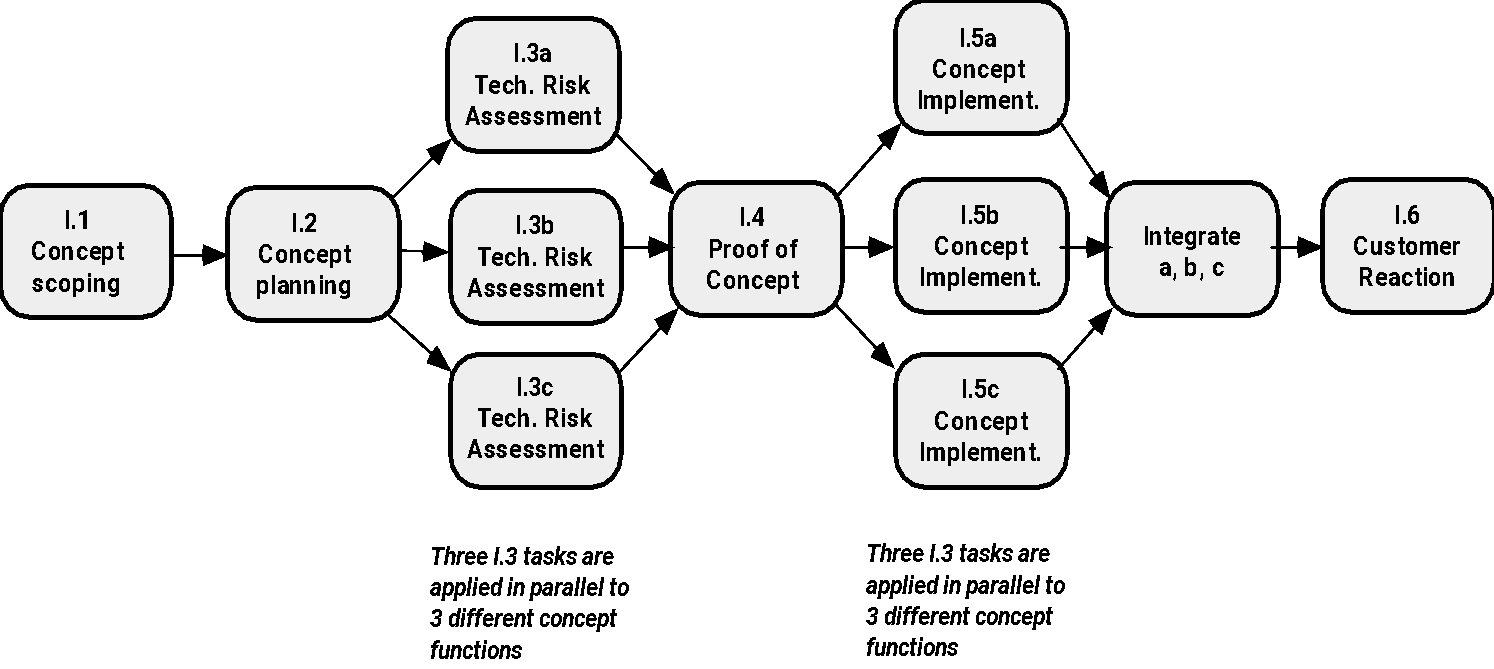 I.1
Concept
scoping
I.2
Concept
planning
I.3a
Tech. Risk
Assessment
I.3b
Tech. Risk
Assessment
I.3c
Tech. Risk
Assessment
I.4
Proof of
Concept
I.5a
Concept
Implement.
I.5b
Concept
Implement.
I.5c
Concept
Implement.
Integrate
a, b, c
I.6
Customer
Reaction
Three I.3 tasks are
applied in parallel to
3 different concept
functions
Three I.3 tasks are
applied in parallel to
3 different concept
functions